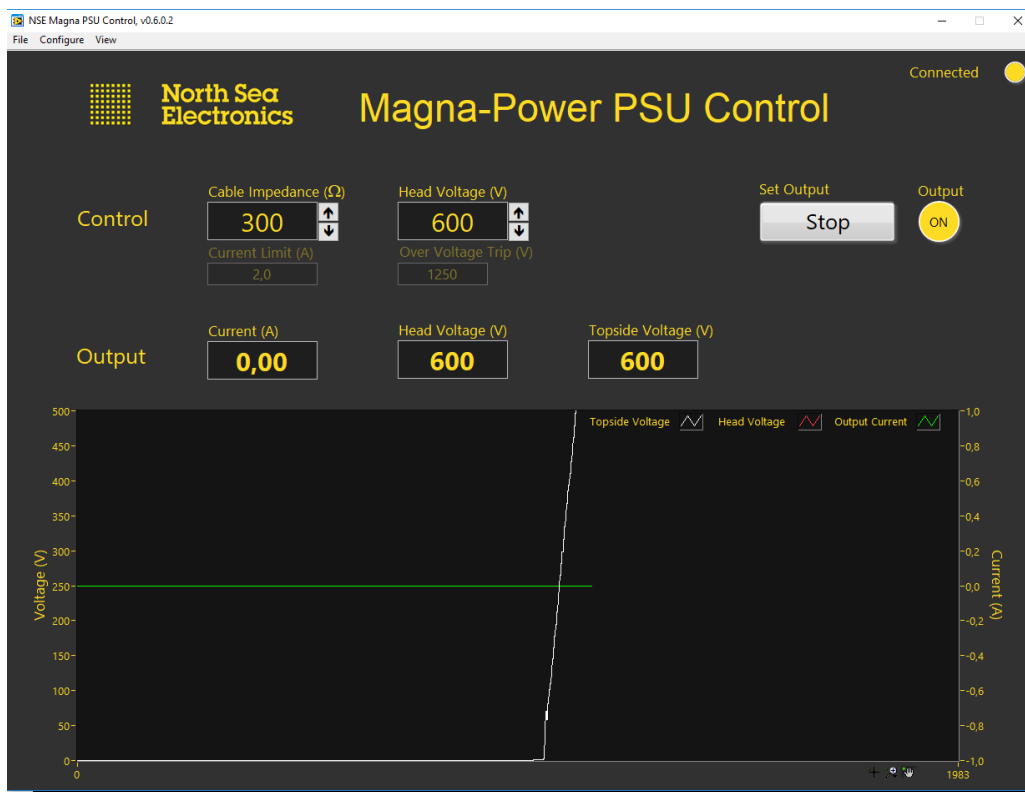 NSE Magna PSU Control, v0.6.0.2
File Configure View
Connected
North Sea
Electronics
Magna-Power PSU Control
Control
Cable Impedance (Ω)
300
Current Limit (A)
2,0
Head Voltage (V)
600
Over Voltage Trip (V)
1250
Set Output
Stop
Output
ON
Output
Current (A)
0,00
Head Voltage (V)
600
Topside Voltage (V)
600
Topside Voltage Head Voltage Output Current
Voltage (V)
500
450
400
350
300
250
200
150
100
50
0
0
1983
1,0
0,8
0,6
0,4
0,2
0,0
-0,2
-0,4
-0,6
-0,8
-1,0
Current (A)